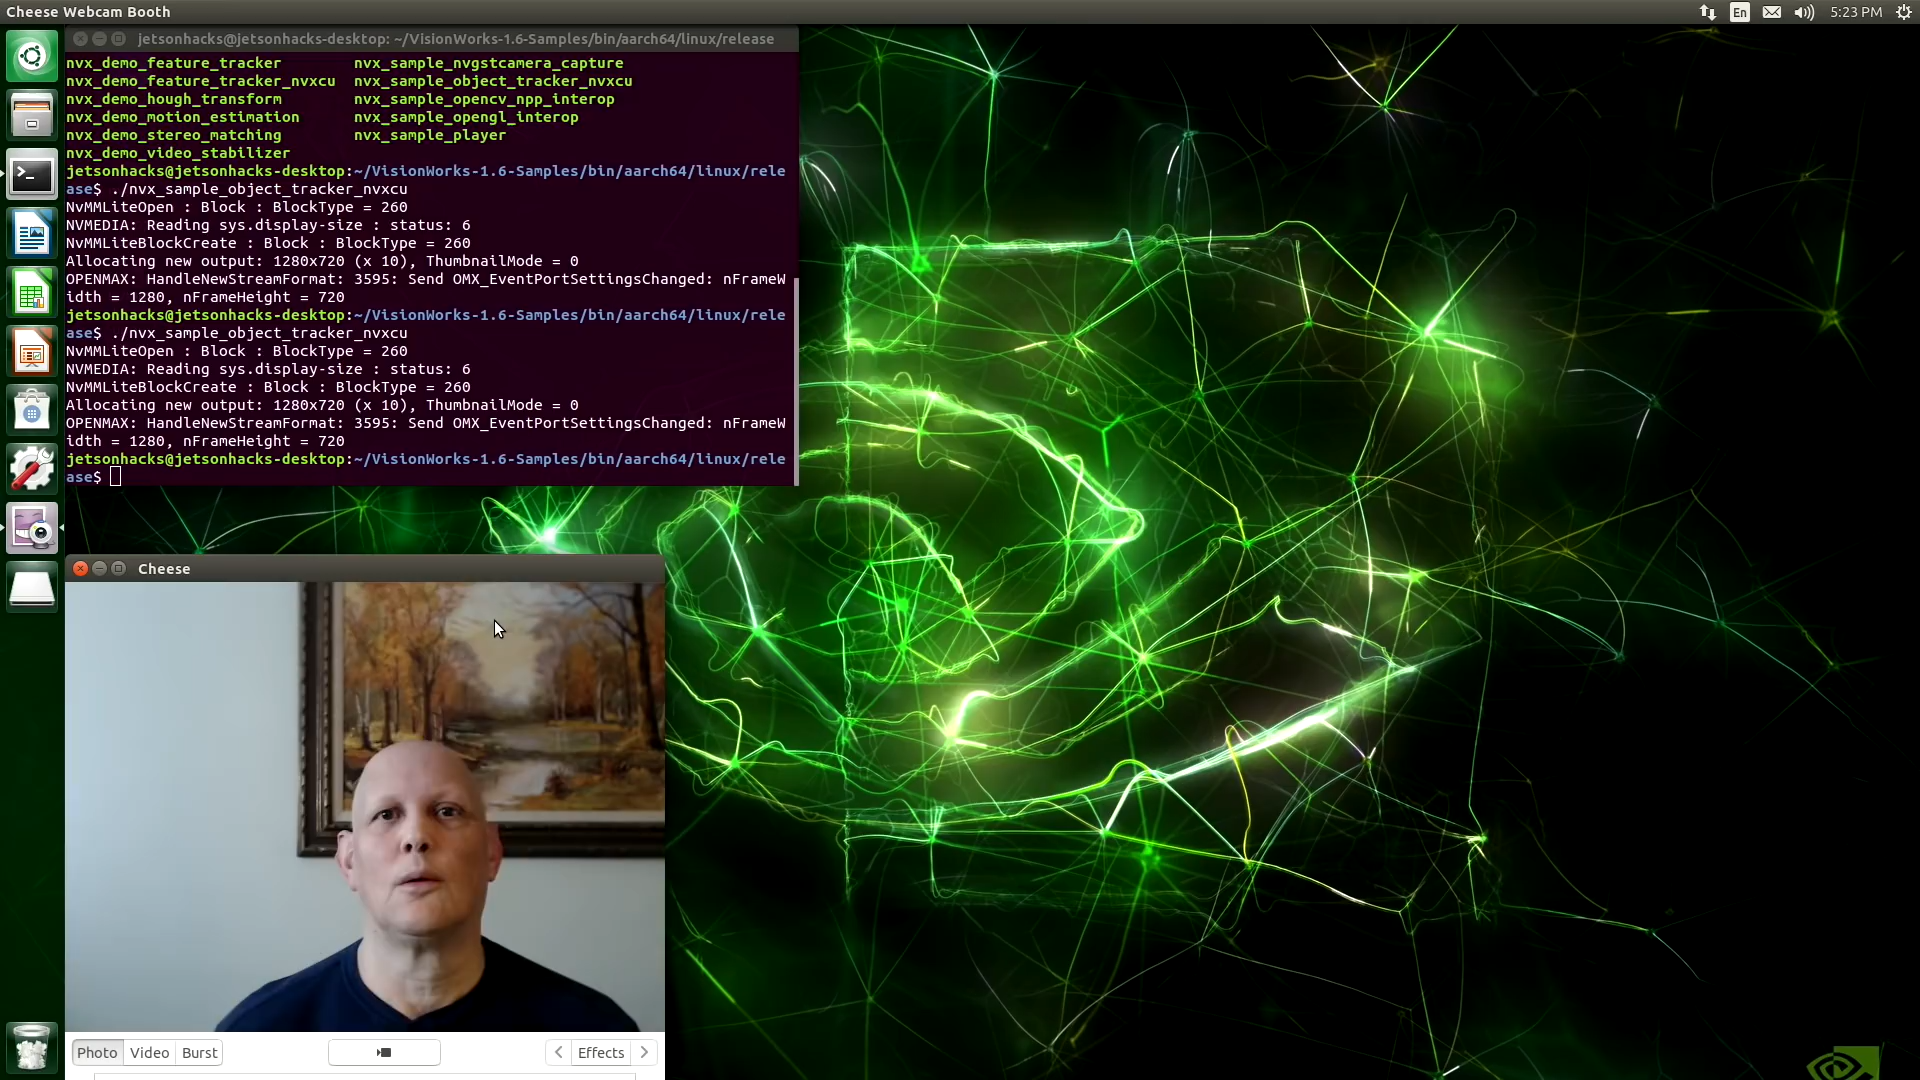 Cheese Webcam Booth
En
5:23 PM
jetsonhacks@jetsonhacks-desktop: ~/VisionWorks-1.6-Samples/bin/aarch64/linux/release
nvx_demo_feature_tracker nvx_sample_nvgstcamera_capture
nvx_demo_feature_tracker_nvxcu nvx_sample_object_tracker_nvxcu
nvx_demo_hough_transform nvx_sample_opencv_npp_interop
nvx_demo_motion_estimation nvx_sample_opengl_interop
nvx_demo_stereo_matching nvx_sample_player
nvx_demo_video_stabilizer
jetsonhacks@jetsonhacks-desktop:~/VisionWorks-1.6-Samples/bin/aarch64/linux/rele
ase$ ./nvx_sample_object_tracker_nvxcu
NvMMLiteOpen : Block : BlockType = 260
NVMEDIA: Reading sys.display-size : status: 6
NvMMLiteBlockCreate : Block : BlockType = 260
Allocating new output: 1280x720 (x 10), ThumbnailMode = 0
OPENMAX: HandleNewStreamFormat: 3595: Send OMX_EventPortSettingsChanged: nFrameW
idth = 1280, nFrameHeight = 720
jetsonhacks@jetsonhacks-desktop:~/VisionWorks-1.6-Samples/bin/aarch64/linux/rele
ase$ ./nvx_sample_object_tracker_nvxcu
NvMMLiteOpen : Block : BlockType = 260
NVMEDIA: Reading sys.display-size : status: 6
NvMMLiteBlockCreate : Block : BlockType = 260
Allocating new output: 1280x720 (x 10), ThumbnailMode = 0
OPENMAX: HandleNewStreamFormat: 3595: Send OMX_EventPortSettingsChanged: nFrameW
idth = 1280, nFrameHeight = 720
jetsonhacks@jetsonhacks-desktop:~/VisionWorks-1.6-Samples/bin/aarch64/linux/rele
ase$
Cheese
Photo Video Burst
Effects